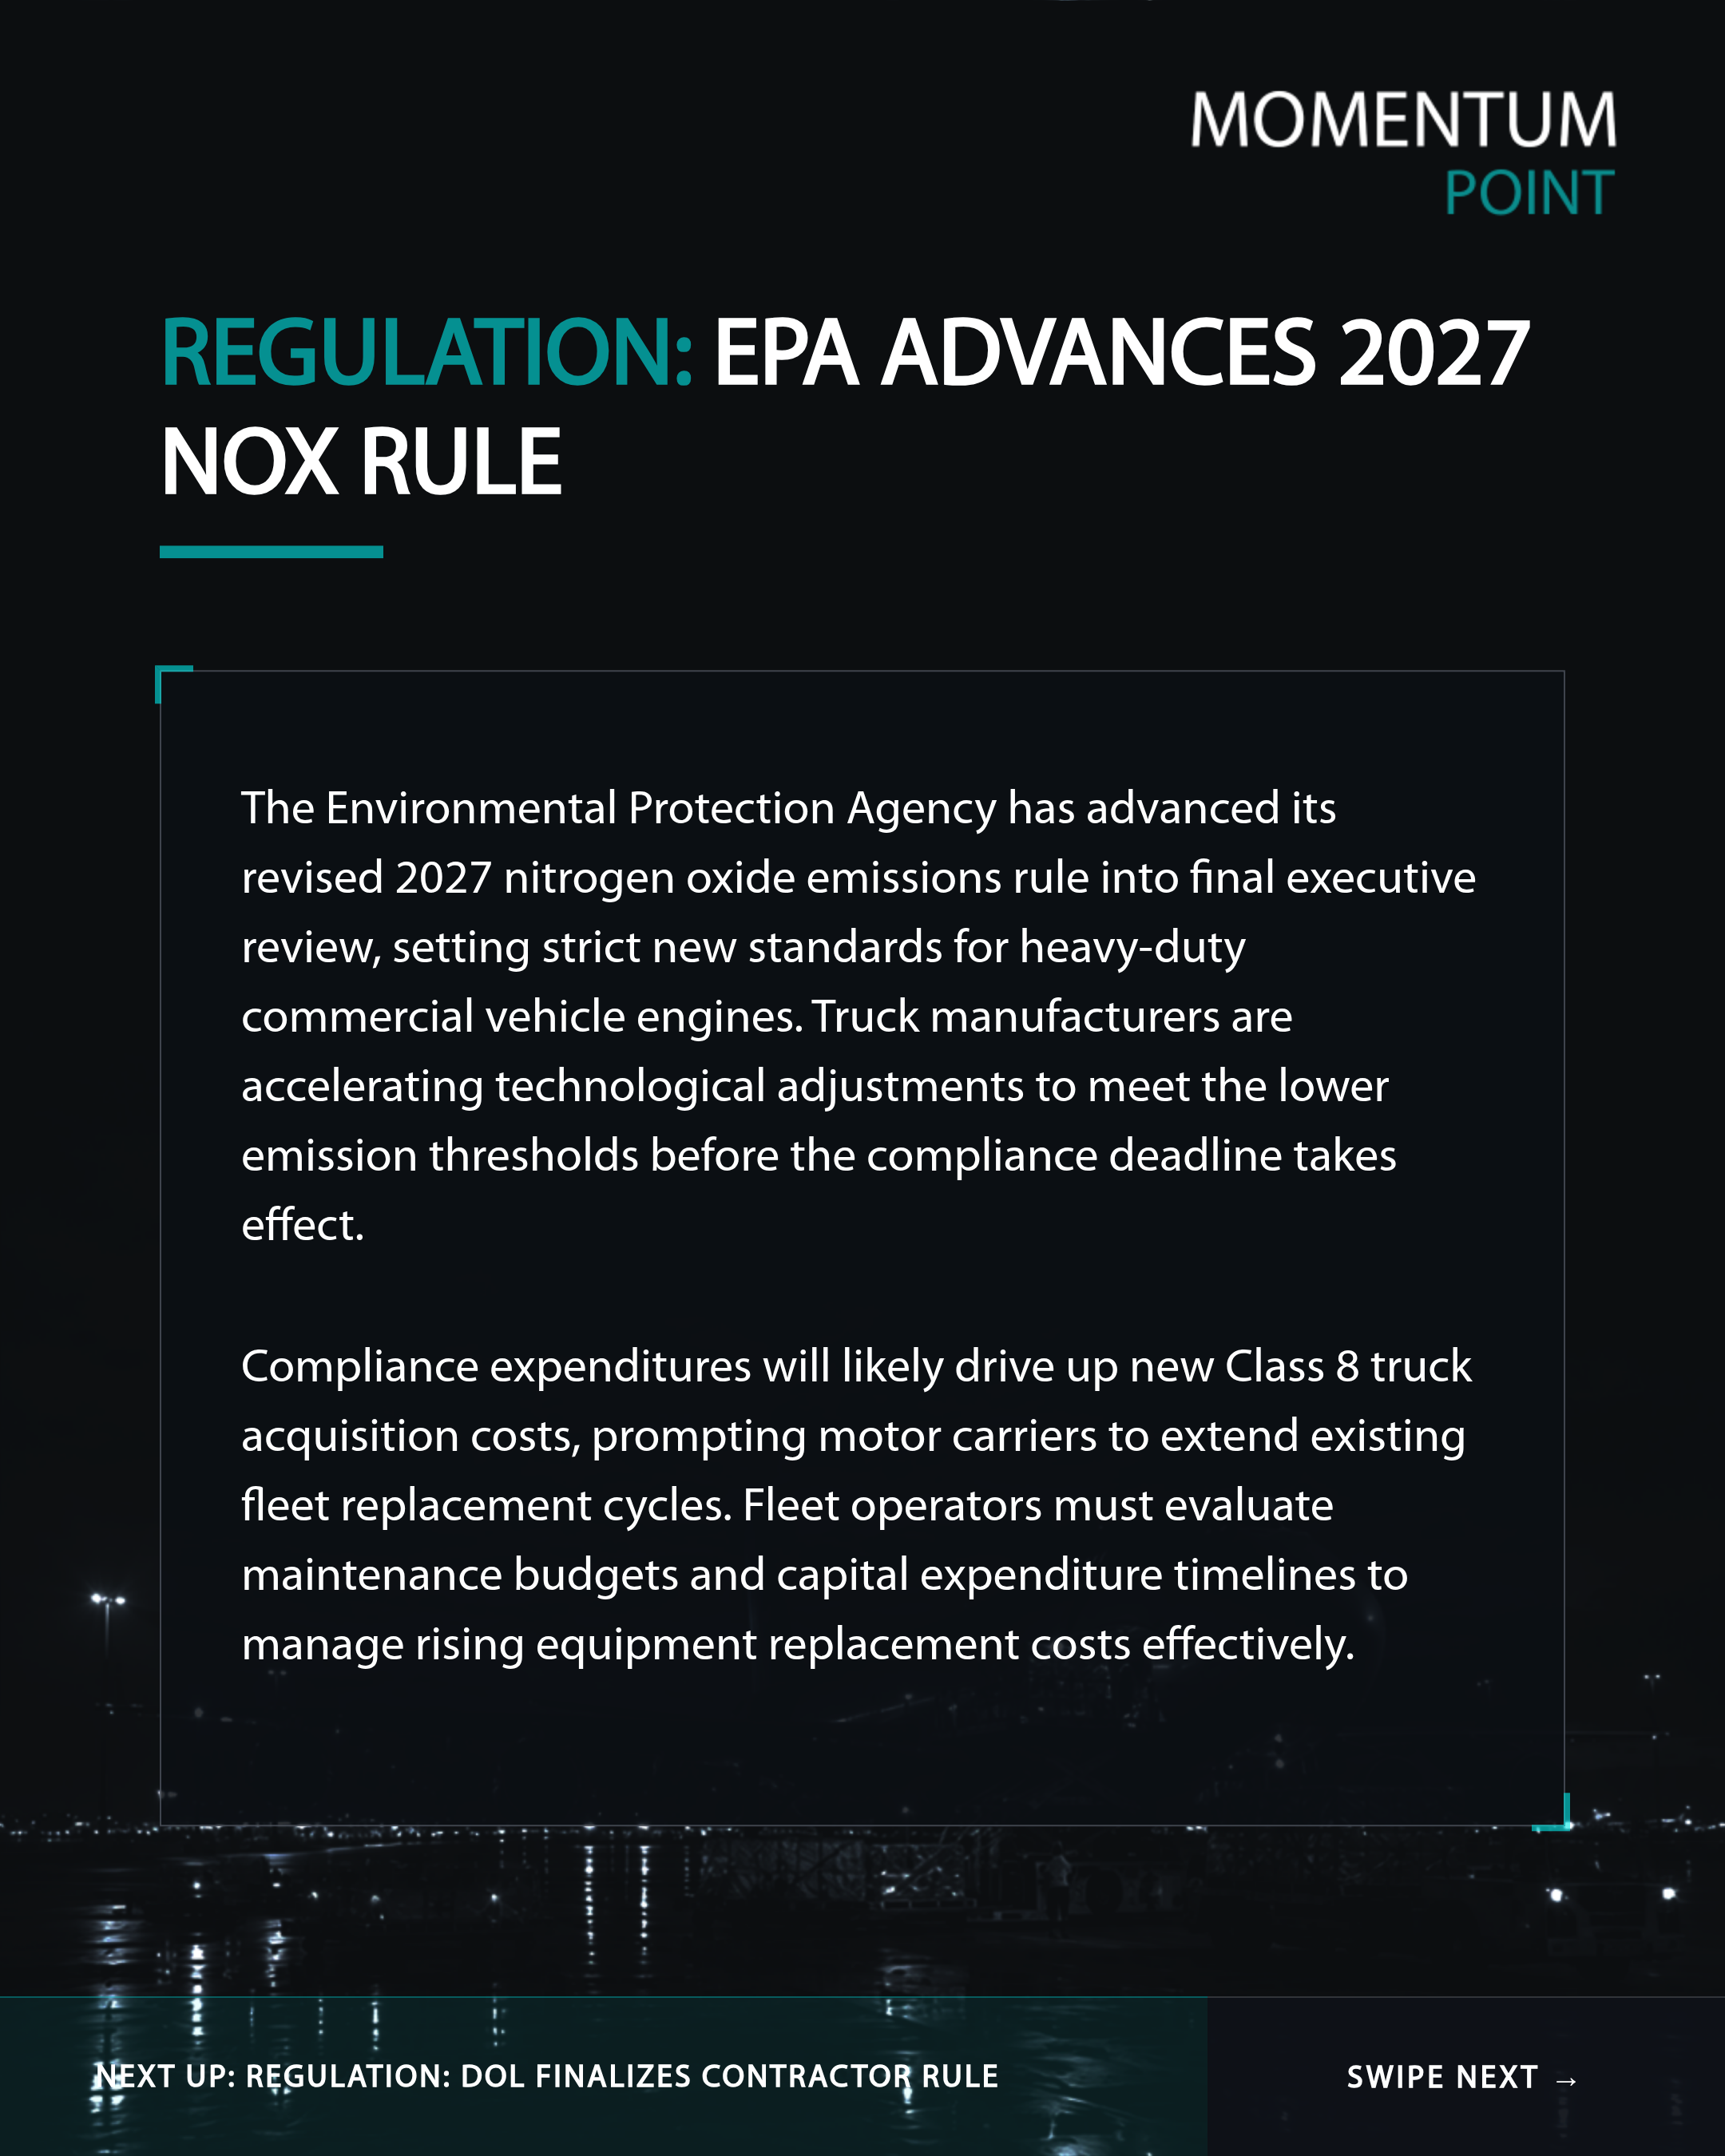 MOMENTUM
POINT
REGULATION: EPA ADVANCES 2027
NOX RULE
The Environmental Protection Agency has advanced its
revised 2027 nitrogen oxide emissions rule into final executive
review, setting strict new standards for heavy-duty
commercial vehicle engines. Truck manufacturers are
accelerating technological adjustments to meet the lower
emission thresholds before the compliance deadline takes
effect.
Compliance expenditures will likely drive up new Class 8 truck
acquisition costs, prompting motor carriers to extend existing
fleet replacement cycles. Fleet operators must evaluate
maintenance budgets and capital expenditure timelines to
manage rising equipment replacement costs effectively.
NEXT UP: REGULATION: DOL FINALIZES CONTRACTOR RULE
SWIPE NEXT →